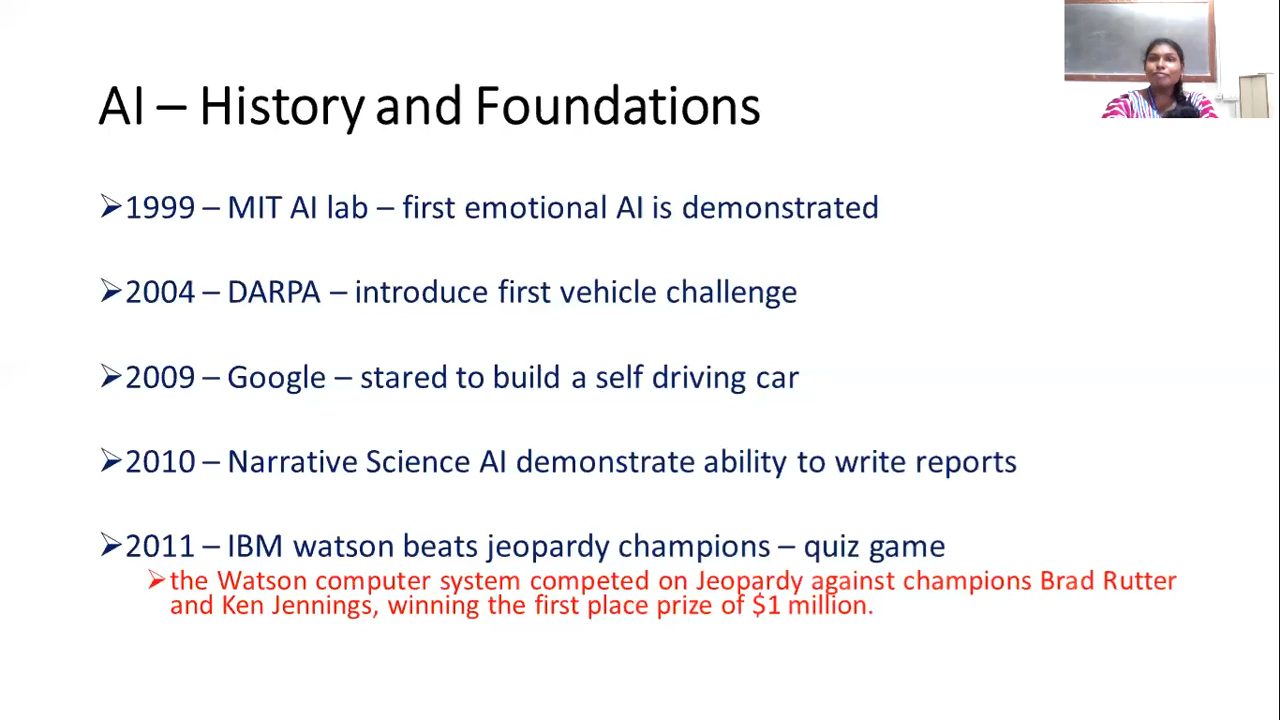 AI – History and Foundations
➢1999 – MIT AI lab – first emotional AI is demonstrated
➢2004 – DARPA – introduce first vehicle challenge
➢2009 – Google – stared to build a self driving car
➢2010 – Narrative Science AI demonstrate ability to write reports
➢2011 – IBM watson beats jeopardy champions – quiz game
➢the Watson computer system competed on Jeopardy against champions Brad Rutter
and Ken Jennings, winning the first place prize of $1 million.